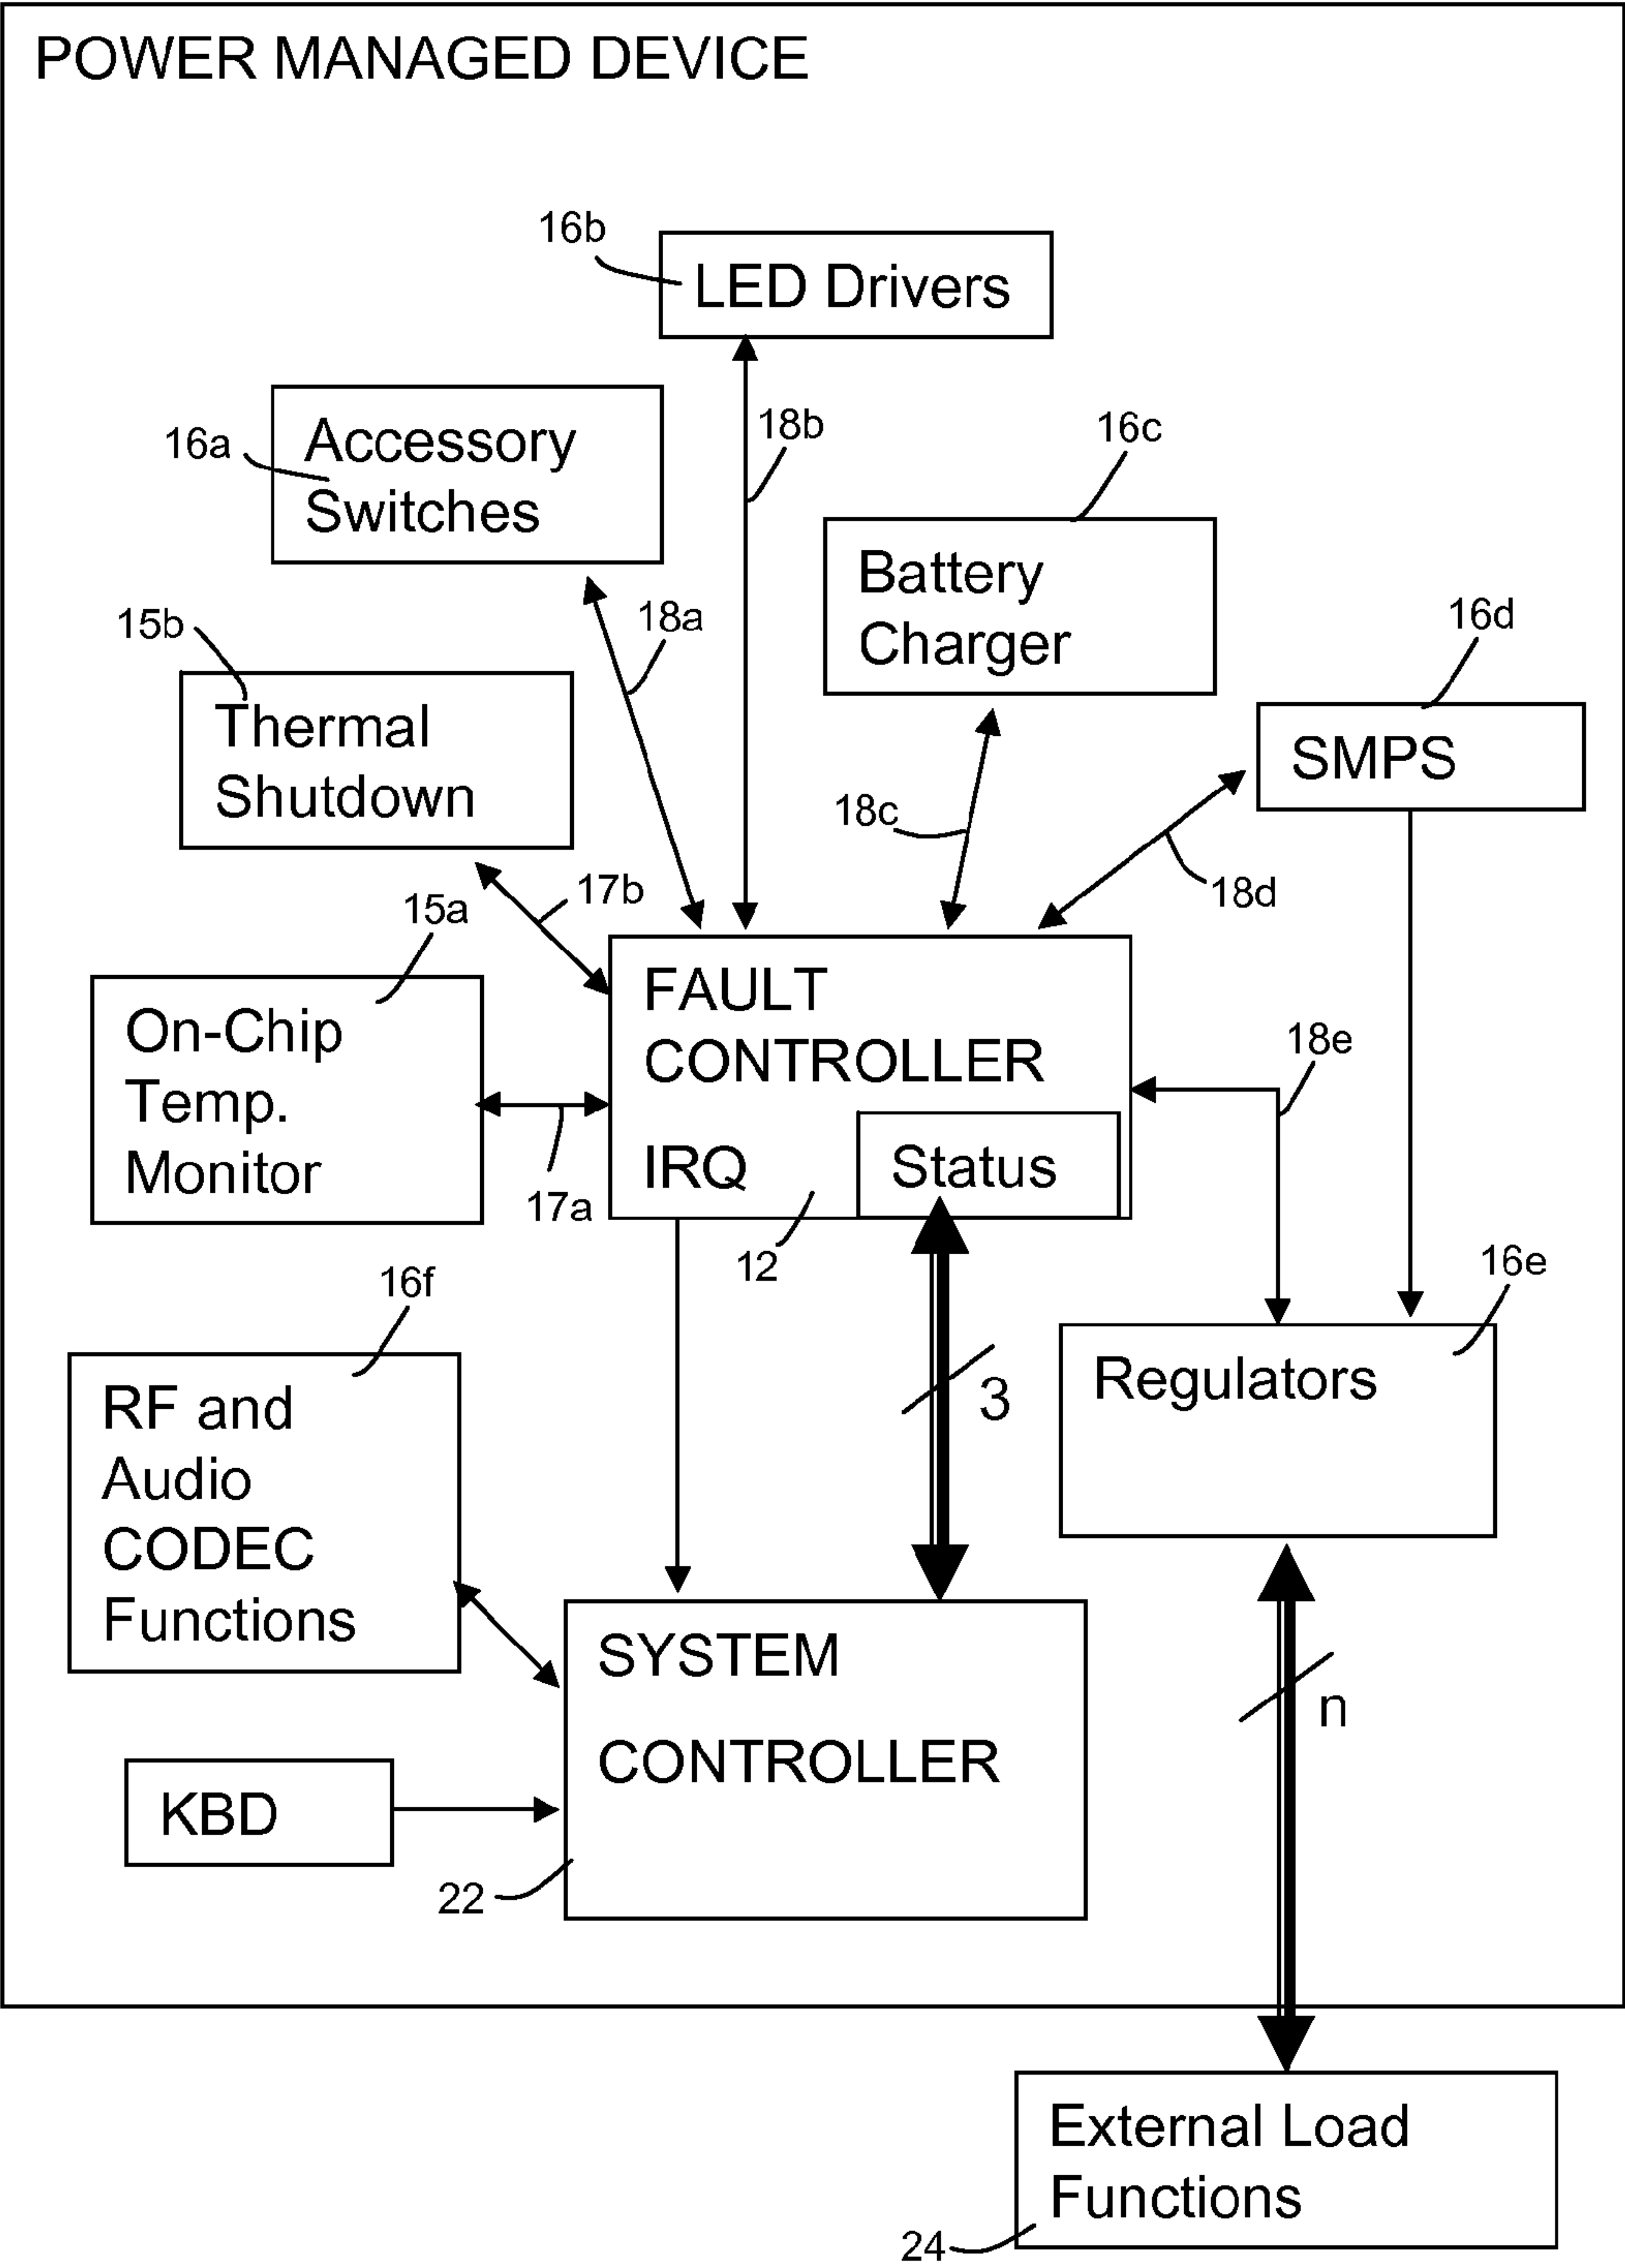 POWER MANAGED DEVICE
16b
LED Drivers
16a
Accessory
Switches
18b
16c
Battery
Charger
15b
18a
16d
Thermal
Shutdown
SMPS
18c
17b
18d
15a
On-Chip
Temp.
Monitor
FAULT
CONTROLLER
IRQ
Status
18e
17a
12
16f
16e
RF and
Audio
CODEC
Functions
3
Regulators
SYSTEM
CONTROLLER
n
KBD
22
External Load
Functions
24